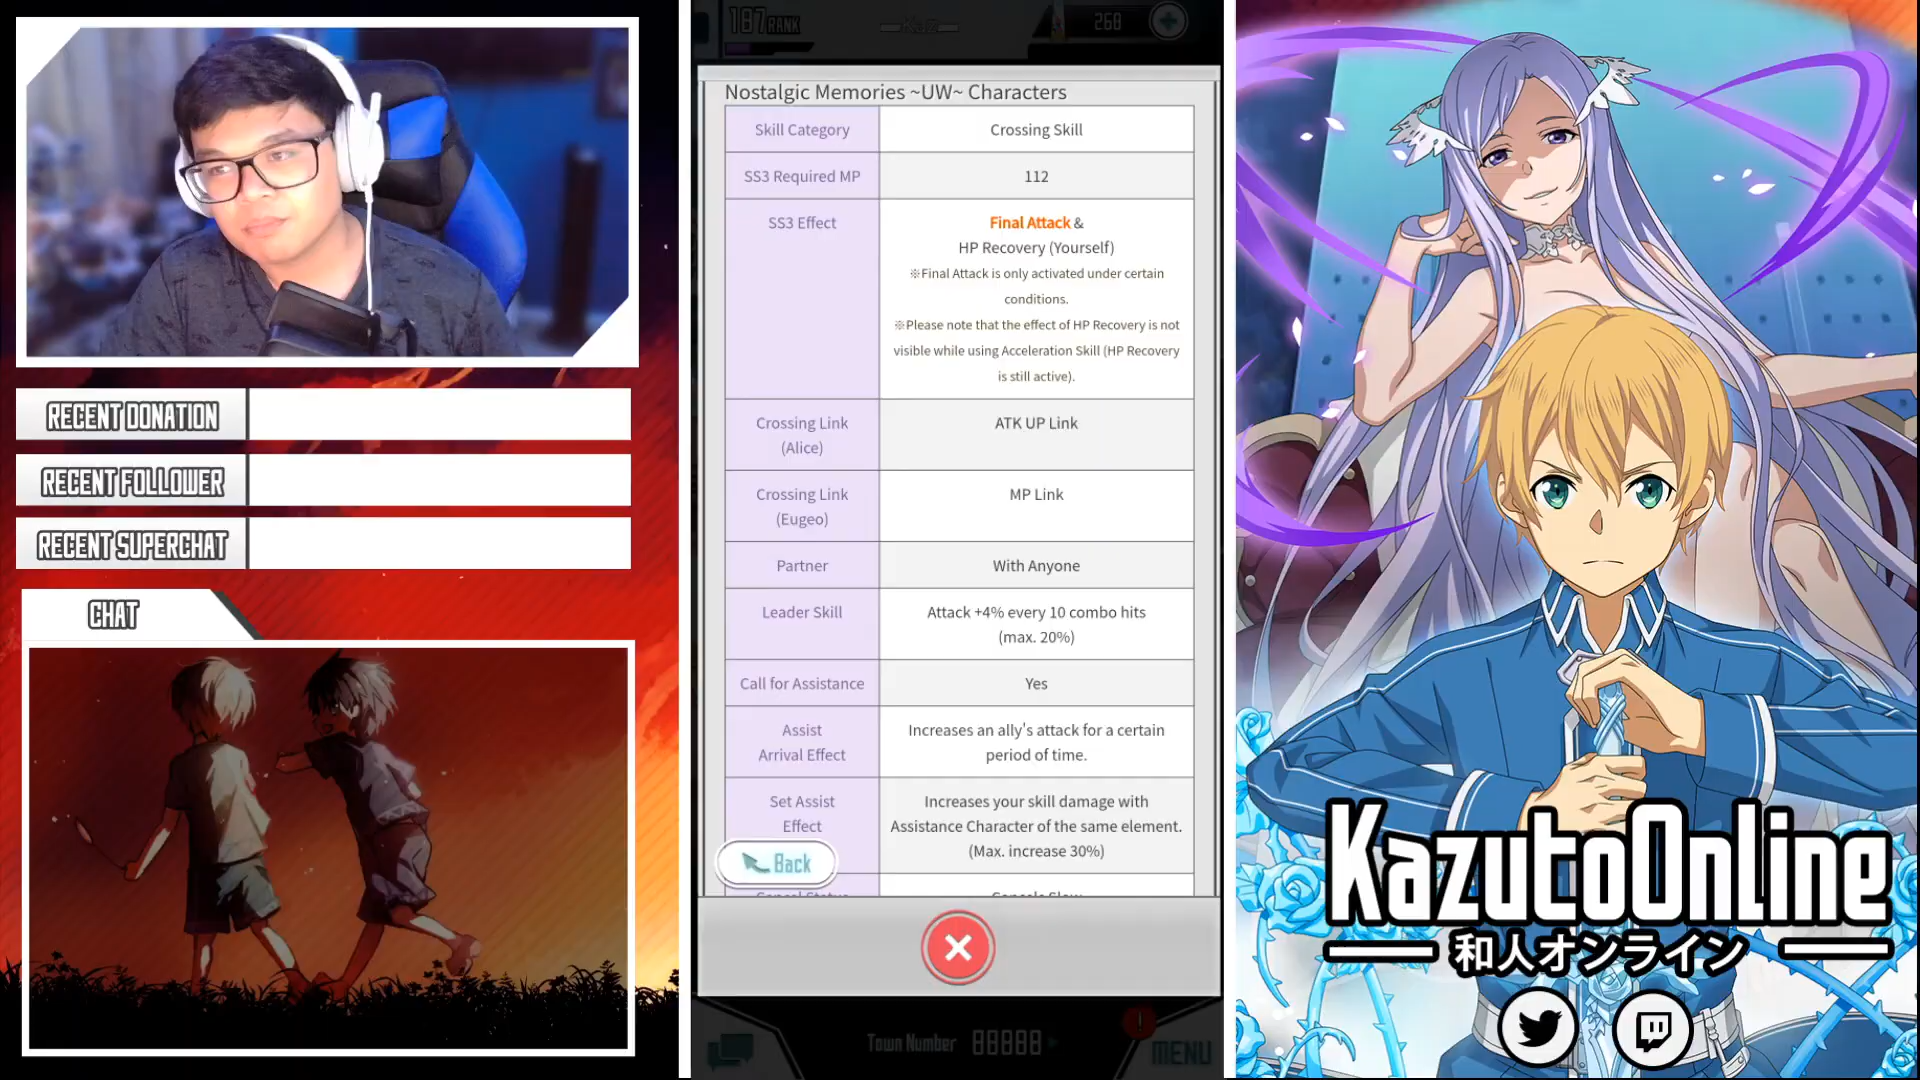 RECENT DONATION
RECENT FOLLOWER
RECENT SUPERCHAT
CHAT
187 RANK
268
Nostalgic Memories ~UW~ Characters
Skill Category
Crossing Skill
SS3 Required MP
112
SS3 Effect
Final Attack &
HP Recovery (Yourself)
※Final Attack is only activated under certain
conditions.
※Please note that the effect of HP Recovery is not
visible while using Acceleration Skill (HP Recovery
is still active).
Crossing Link
(Alice)
ATK UP Link
Crossing Link
(Eugeo)
MP Link
Partner
With Anyone
Leader Skill
Attack +4% every 10 combo hits
(max. 20%)
Call for Assistance
Yes
Assist
Arrival Effect
Increases an ally's attack for a certain
period of time.
Set Assist
Effect
Increases your skill damage with
Assistance Character of the same element.
(Max. increase 30%)
Back
Town Number 88888
MENU
KazutoOnline
和人オンライン